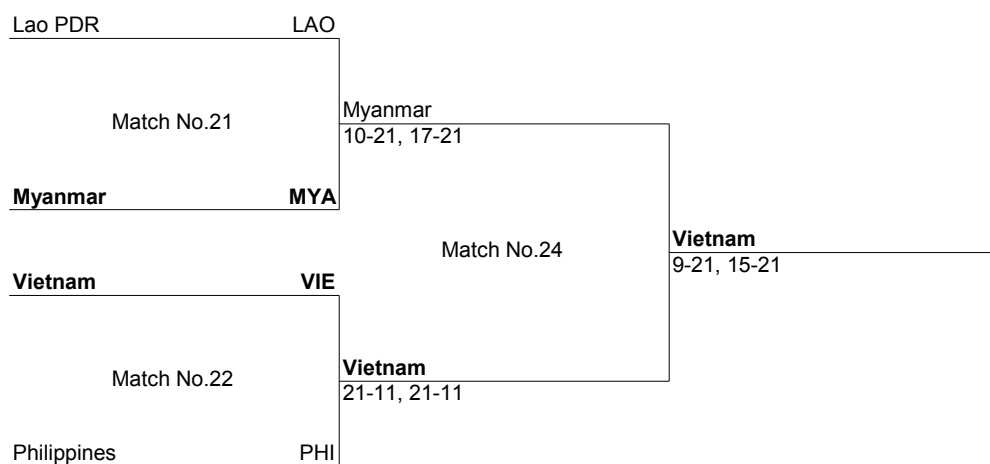 Lao PDR LAO
Match No.21
Myanmar
10-21, 17-21
Myanmar MYA
Match No.24
Vietnam
9-21, 15-21
Vietnam VIE
Match No.22
Vietnam
21-11, 21-11
Philippines PHI